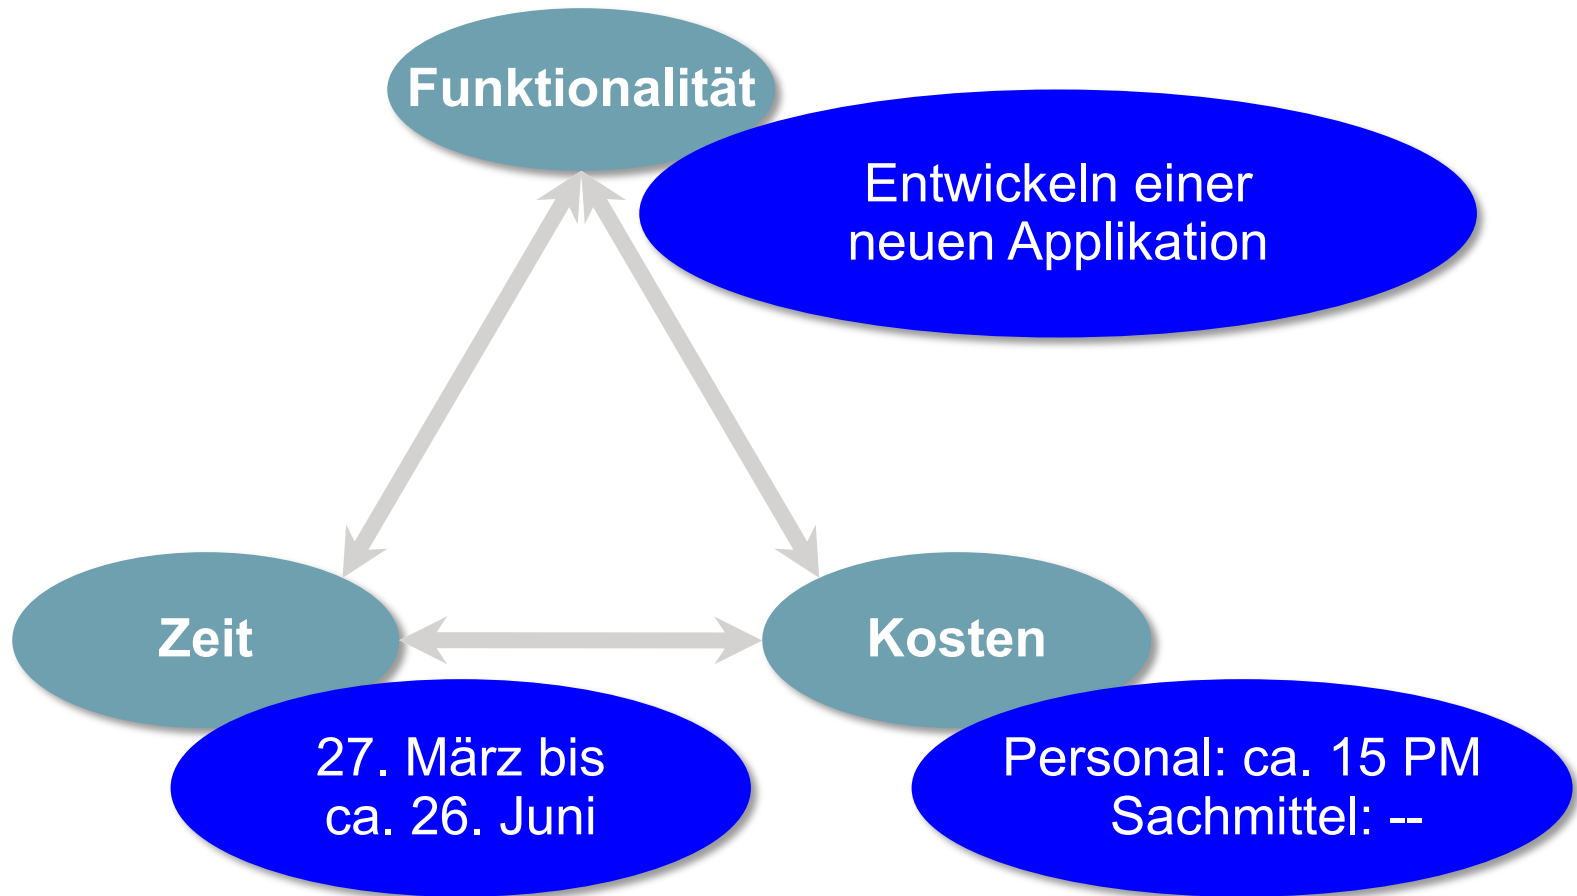 Funktionalität
Entwickeln einer
neuen Applikation
Zeit
Kosten
27. März bis
ca. 26. Juni
Personal: ca. 15 PM
Sachmittel: --